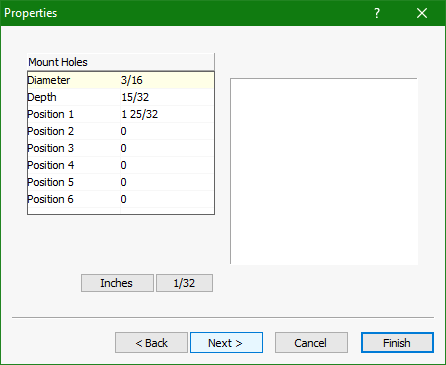 Properties ? ×
Mount Holes
Diameter 3/16
Depth 15/32
Position 1 1 25/32
Position 2 0
Position 3 0
Position 4 0
Position 5 0
Position 6 0
Inches 1/32
< Back Next > Cancel Finish